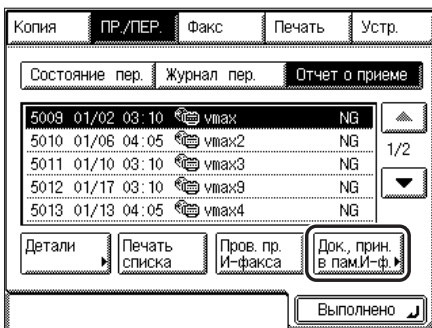 Копия ПР./ПЕР. Факс Печать Устр.
Состояние пер. Журнал пер. Отчет о приеме
5009 01/02 03:10 vmax NG
5010 01/06 04:05 vmax2 NG
1/2
5011 01/10 03:10 vmax3 NG
5012 01/17 03:10 vmax9 NG
5013 01/13 04:05 vmax4 NG
Детали Печать списка Пров. пр. И-факса Док., прин. в пам.И-ф.
Выполнено